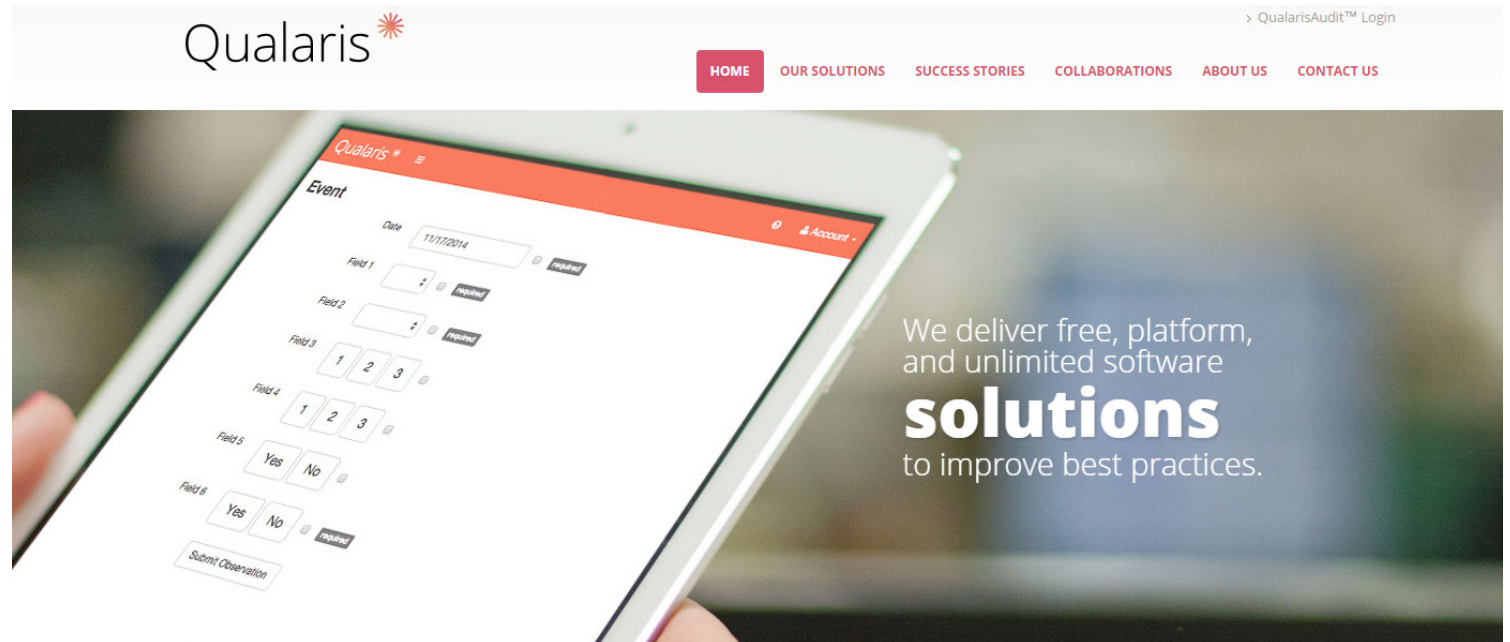 Qualaris
> QualarisAudit™ Login
HOME OUR SOLUTIONS SUCCESS STORIES COLLABORATIONS ABOUT US CONTACT US
Qualaris
Account
Event
Date 11/17/2014 required
Field 1 required
Field 2 required
Field 3 1 2 3
Field 4 1 2 3
Field 5 Yes No
Field 6 Yes No required
Submit Observation
We deliver free, platform,
and unlimited software
solutions
to improve best practices.